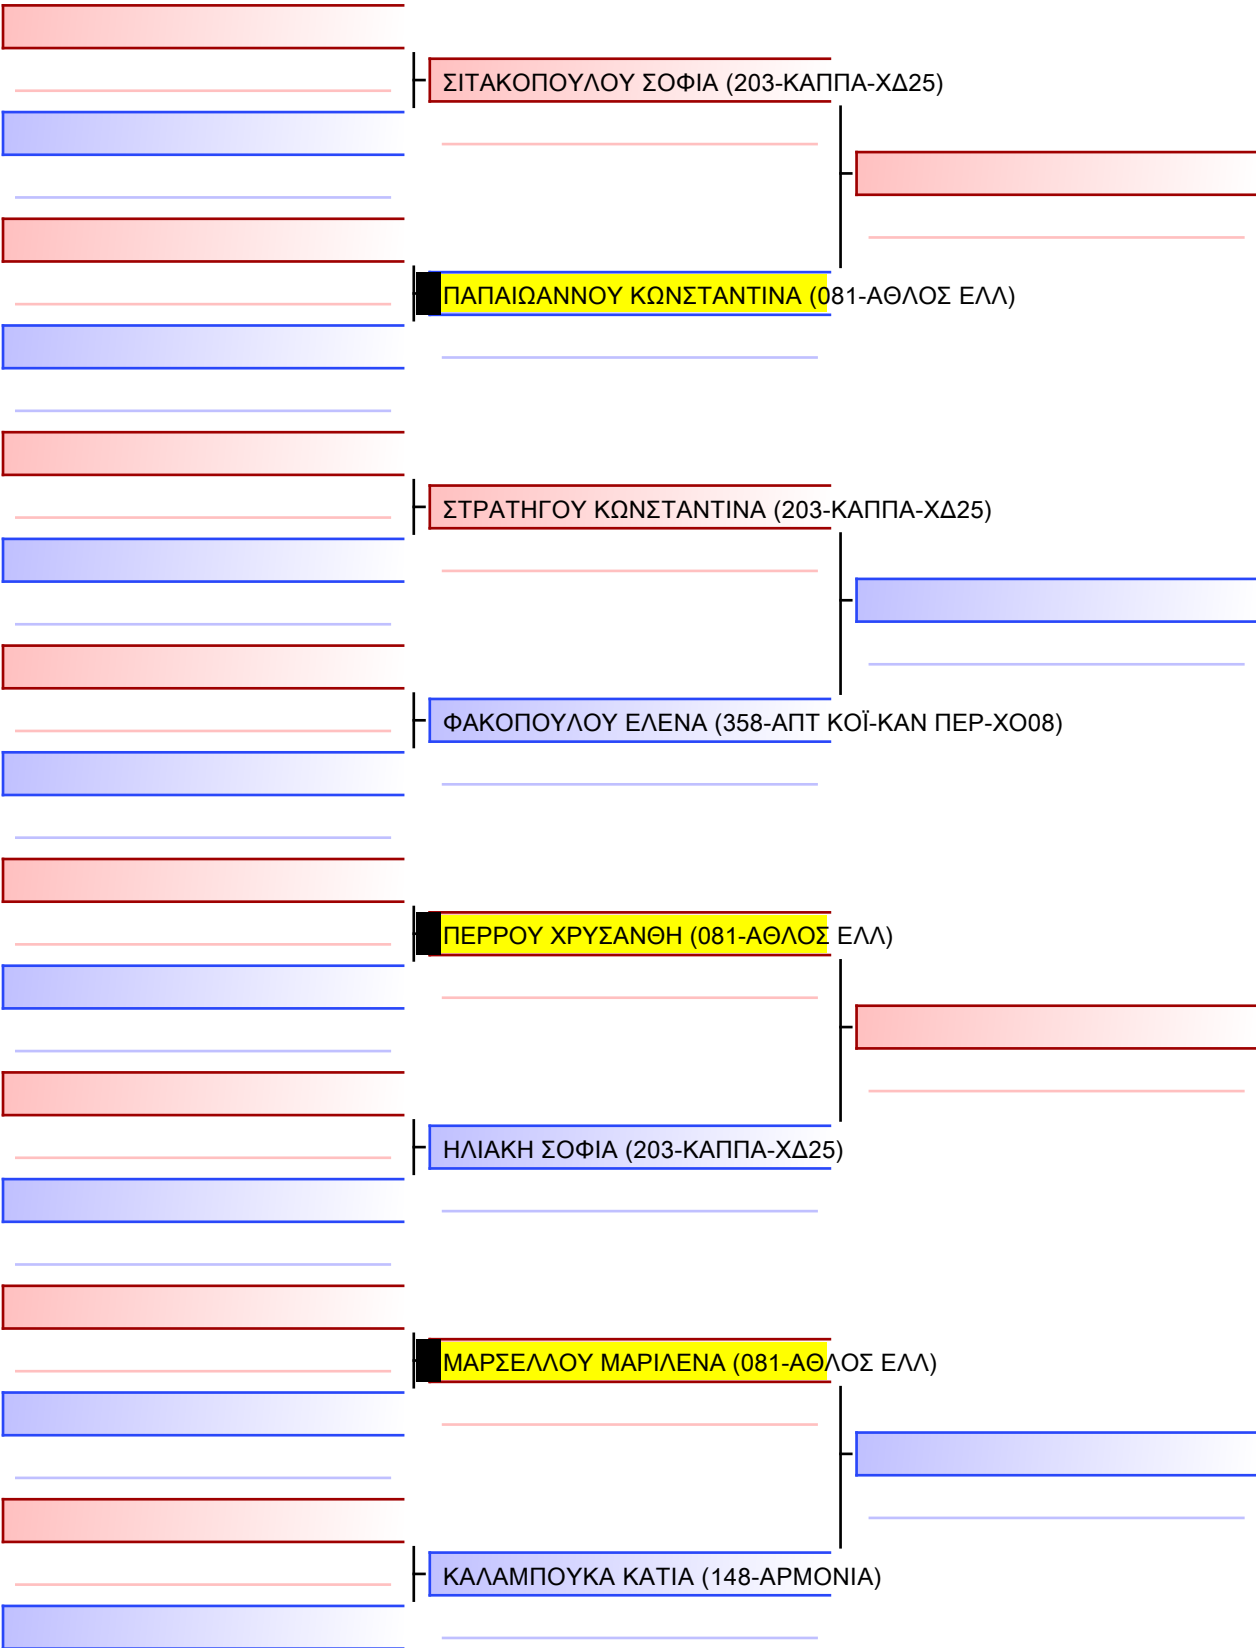 ΣΙΤΑΚΟΠΟΥΛΟΥ ΣΟΦΙΑ (203-ΚΑΠΠΑ-ΧΔ25)
ΠΑΠΑΙΩΑΝΝΟΥ ΚΩΝΣΤΑΝΤΙΝΑ (081-ΑΘΛΟΣ ΕΛΛ)
ΣΤΡΑΤΗΓΟΥ ΚΩΝΣΤΑΝΤΙΝΑ (203-ΚΑΠΠΑ-ΧΔ25)
ΦΑΚΟΠΟΥΛΟΥ ΕΛΕΝΑ (358-ΑΠΤ ΚΟΪ-ΚΑΝ ΠΕΡ-ΧΟ08)
ΠΕΡΡΟΥ ΧΡΥΣΑΝΘΗ (081-ΑΘΛΟΣ ΕΛΛ)
ΗΛΙΑΚΗ ΣΟΦΙΑ (203-ΚΑΠΠΑ-ΧΔ25)
ΜΑΡΣΕΛΛΟΥ ΜΑΡΙΛΕΝΑ (081-ΑΘΛΟΣ ΕΛΛ)
ΚΑΛΑΜΠΟΥΚΑ ΚΑΤΙΑ (148-ΑΡΜΟΝΙΑ)